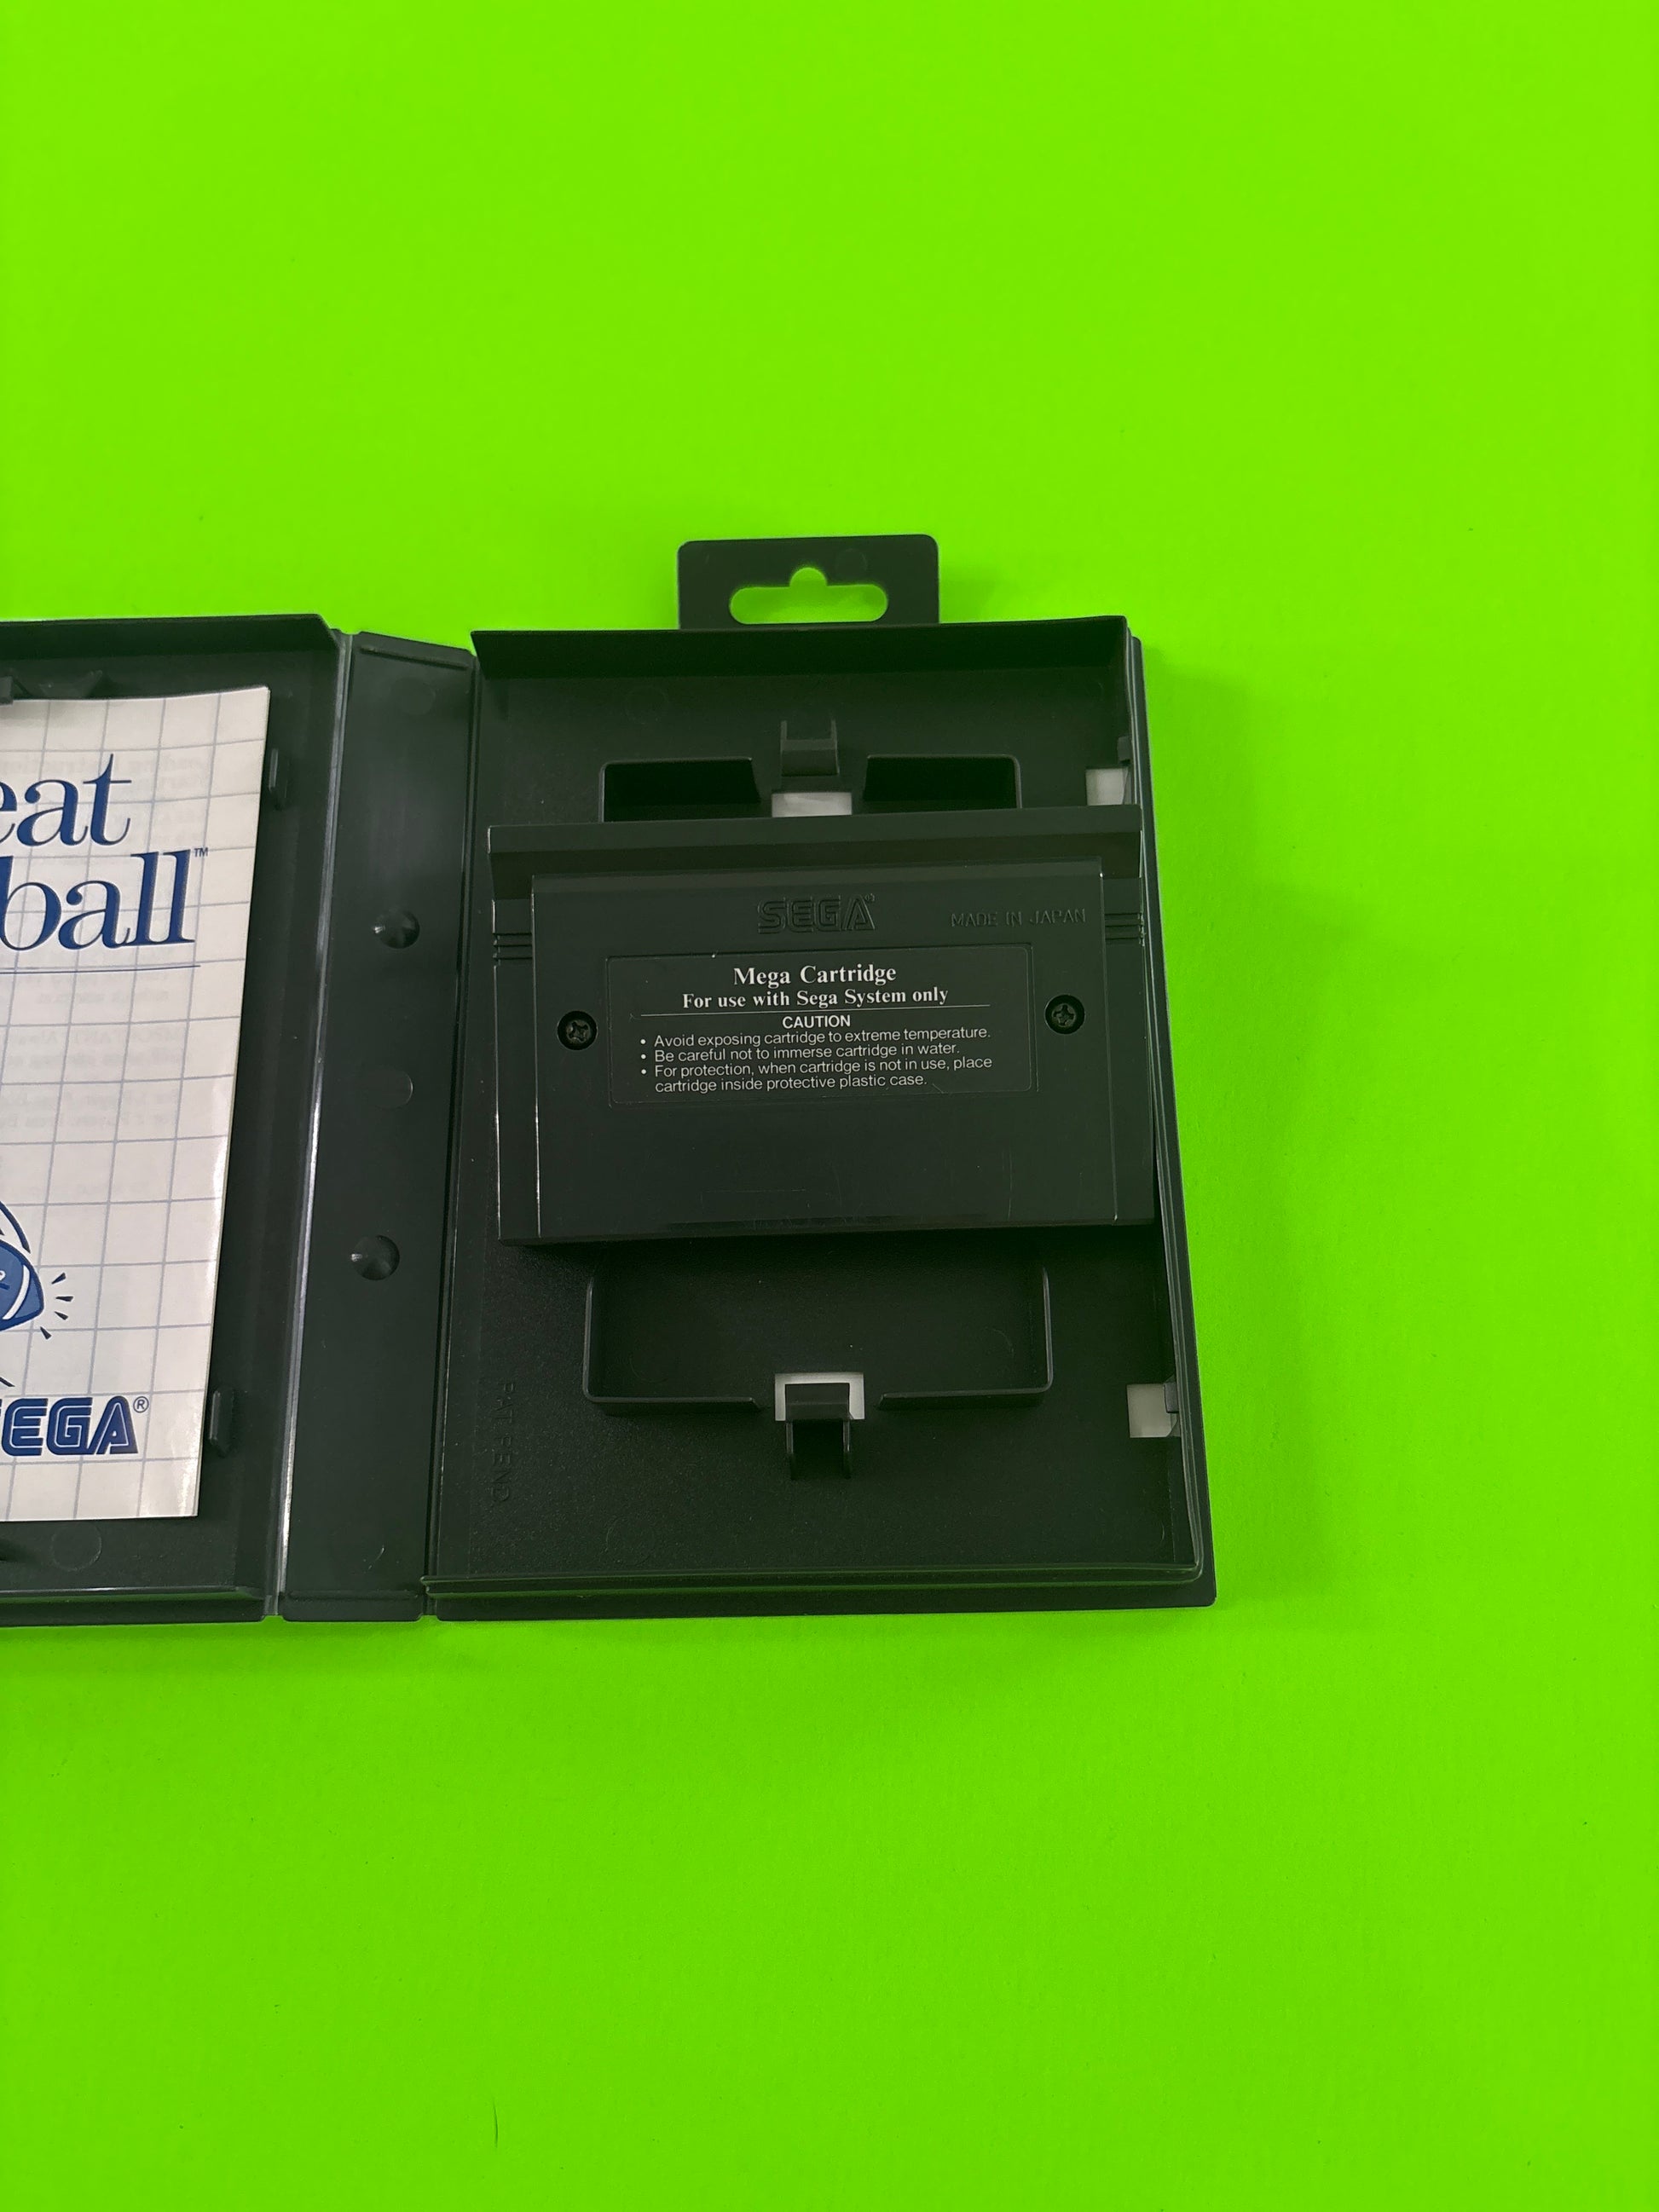 eat
ball™
SEGA®
SEGA®
MADE IN JAPAN
Mega Cartridge
For use with Sega System only
CAUTION
• Avoid exposing cartridge to extreme temperature.
• Be careful not to immerse cartridge in water.
• For protection, when cartridge is not in use, place
cartridge inside protective plastic case.
PAT. PEND.